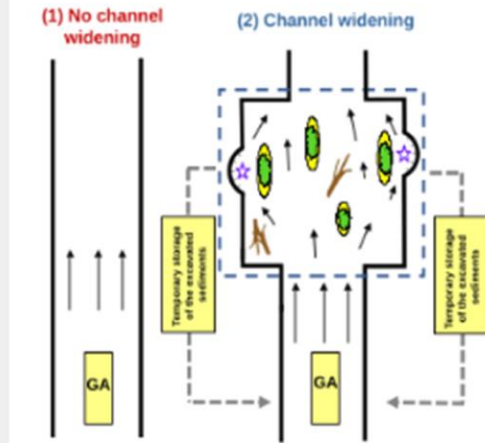 (1) No channel
widening
(2) Channel widening
Temporary storage
of the excavated
sediments
Temporary storage
of the excavated
sediments
GA
GA